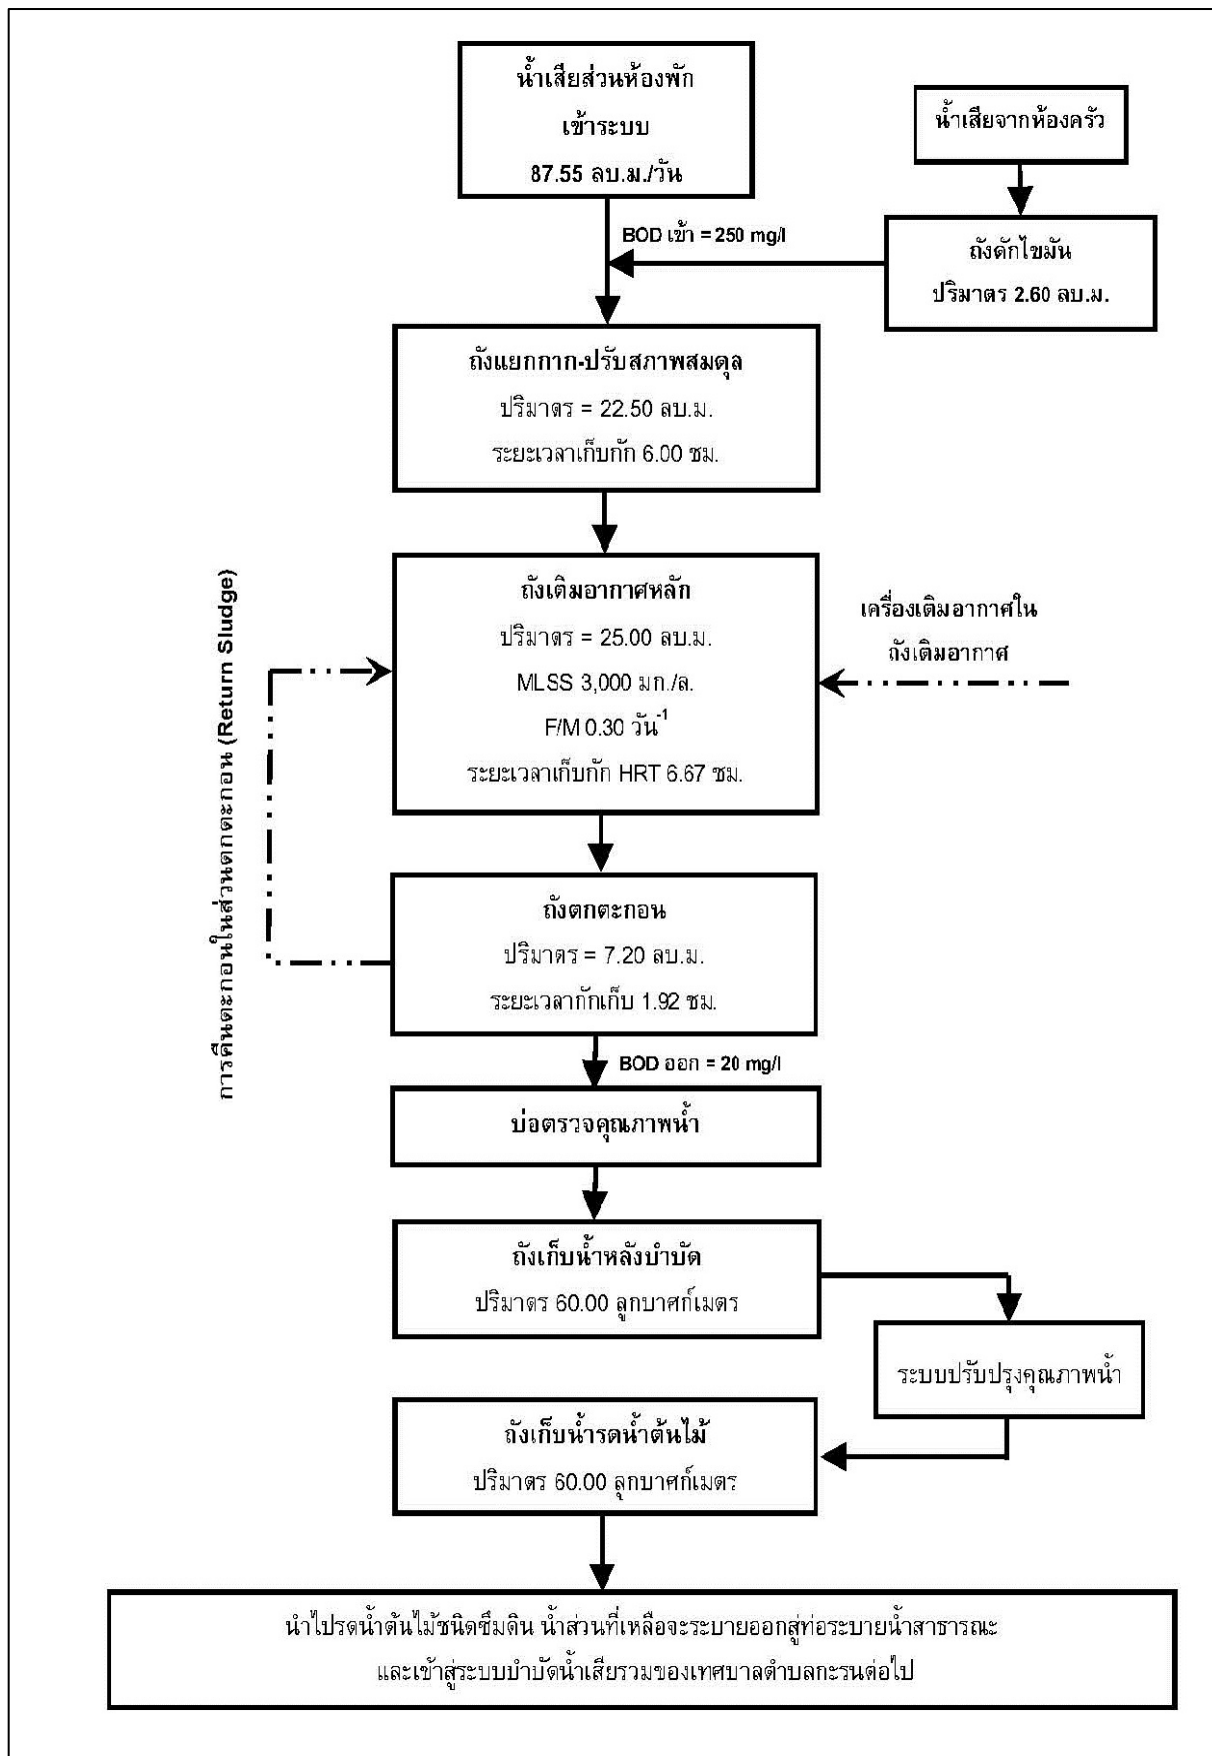 น้ำเสียส่วนห้องพัก
เข้าระบบ
87.55 ลบ.ม./วัน
น้ำเสียจากห้องครัว
BOD เข้า = 250 mg/l
ถังดักไขมัน
ปริมาตร 2.60 ลบ.ม.
ถังแยกกาก-ปรับสภาพสมดุล
ปริมาตร = 22.50 ลบ.ม.
ระยะเวลาเก็บกัก 6.00 ชม.
ถังเติมอากาศหลัก
ปริมาตร = 25.00 ลบ.ม.
MLSS 3,000 มก./ล.
F/M 0.30 วัน⁻¹
ระยะเวลาเก็บกัก HRT 6.67 ชม.
เครื่องเติมอากาศใน
ถังเติมอากาศ
การคืนตะกอนในส่วนตกตะกอน (Return Sludge)
ถังตกตะกอน
ปริมาตร = 7.20 ลบ.ม.
ระยะเวลากักเก็บ 1.92 ชม.
BOD ออก = 20 mg/l
บ่อตรวจคุณภาพน้ำ
ถังเก็บน้ำหลังบำบัด
ปริมาตร 60.00 ลูกบาศก์เมตร
ระบบปรับปรุงคุณภาพน้ำ
ถังเก็บน้ำรดน้ำต้นไม้
ปริมาตร 60.00 ลูกบาศก์เมตร
นำไปรดน้ำต้นไม้ชนิดซึมดิน น้ำส่วนที่เหลือจะระบายออกสู่ท่อระบายน้ำสาธารณะ
และเข้าสู่ระบบบำบัดน้ำเสียรวมของเทศบาลตำบลกะรนต่อไป